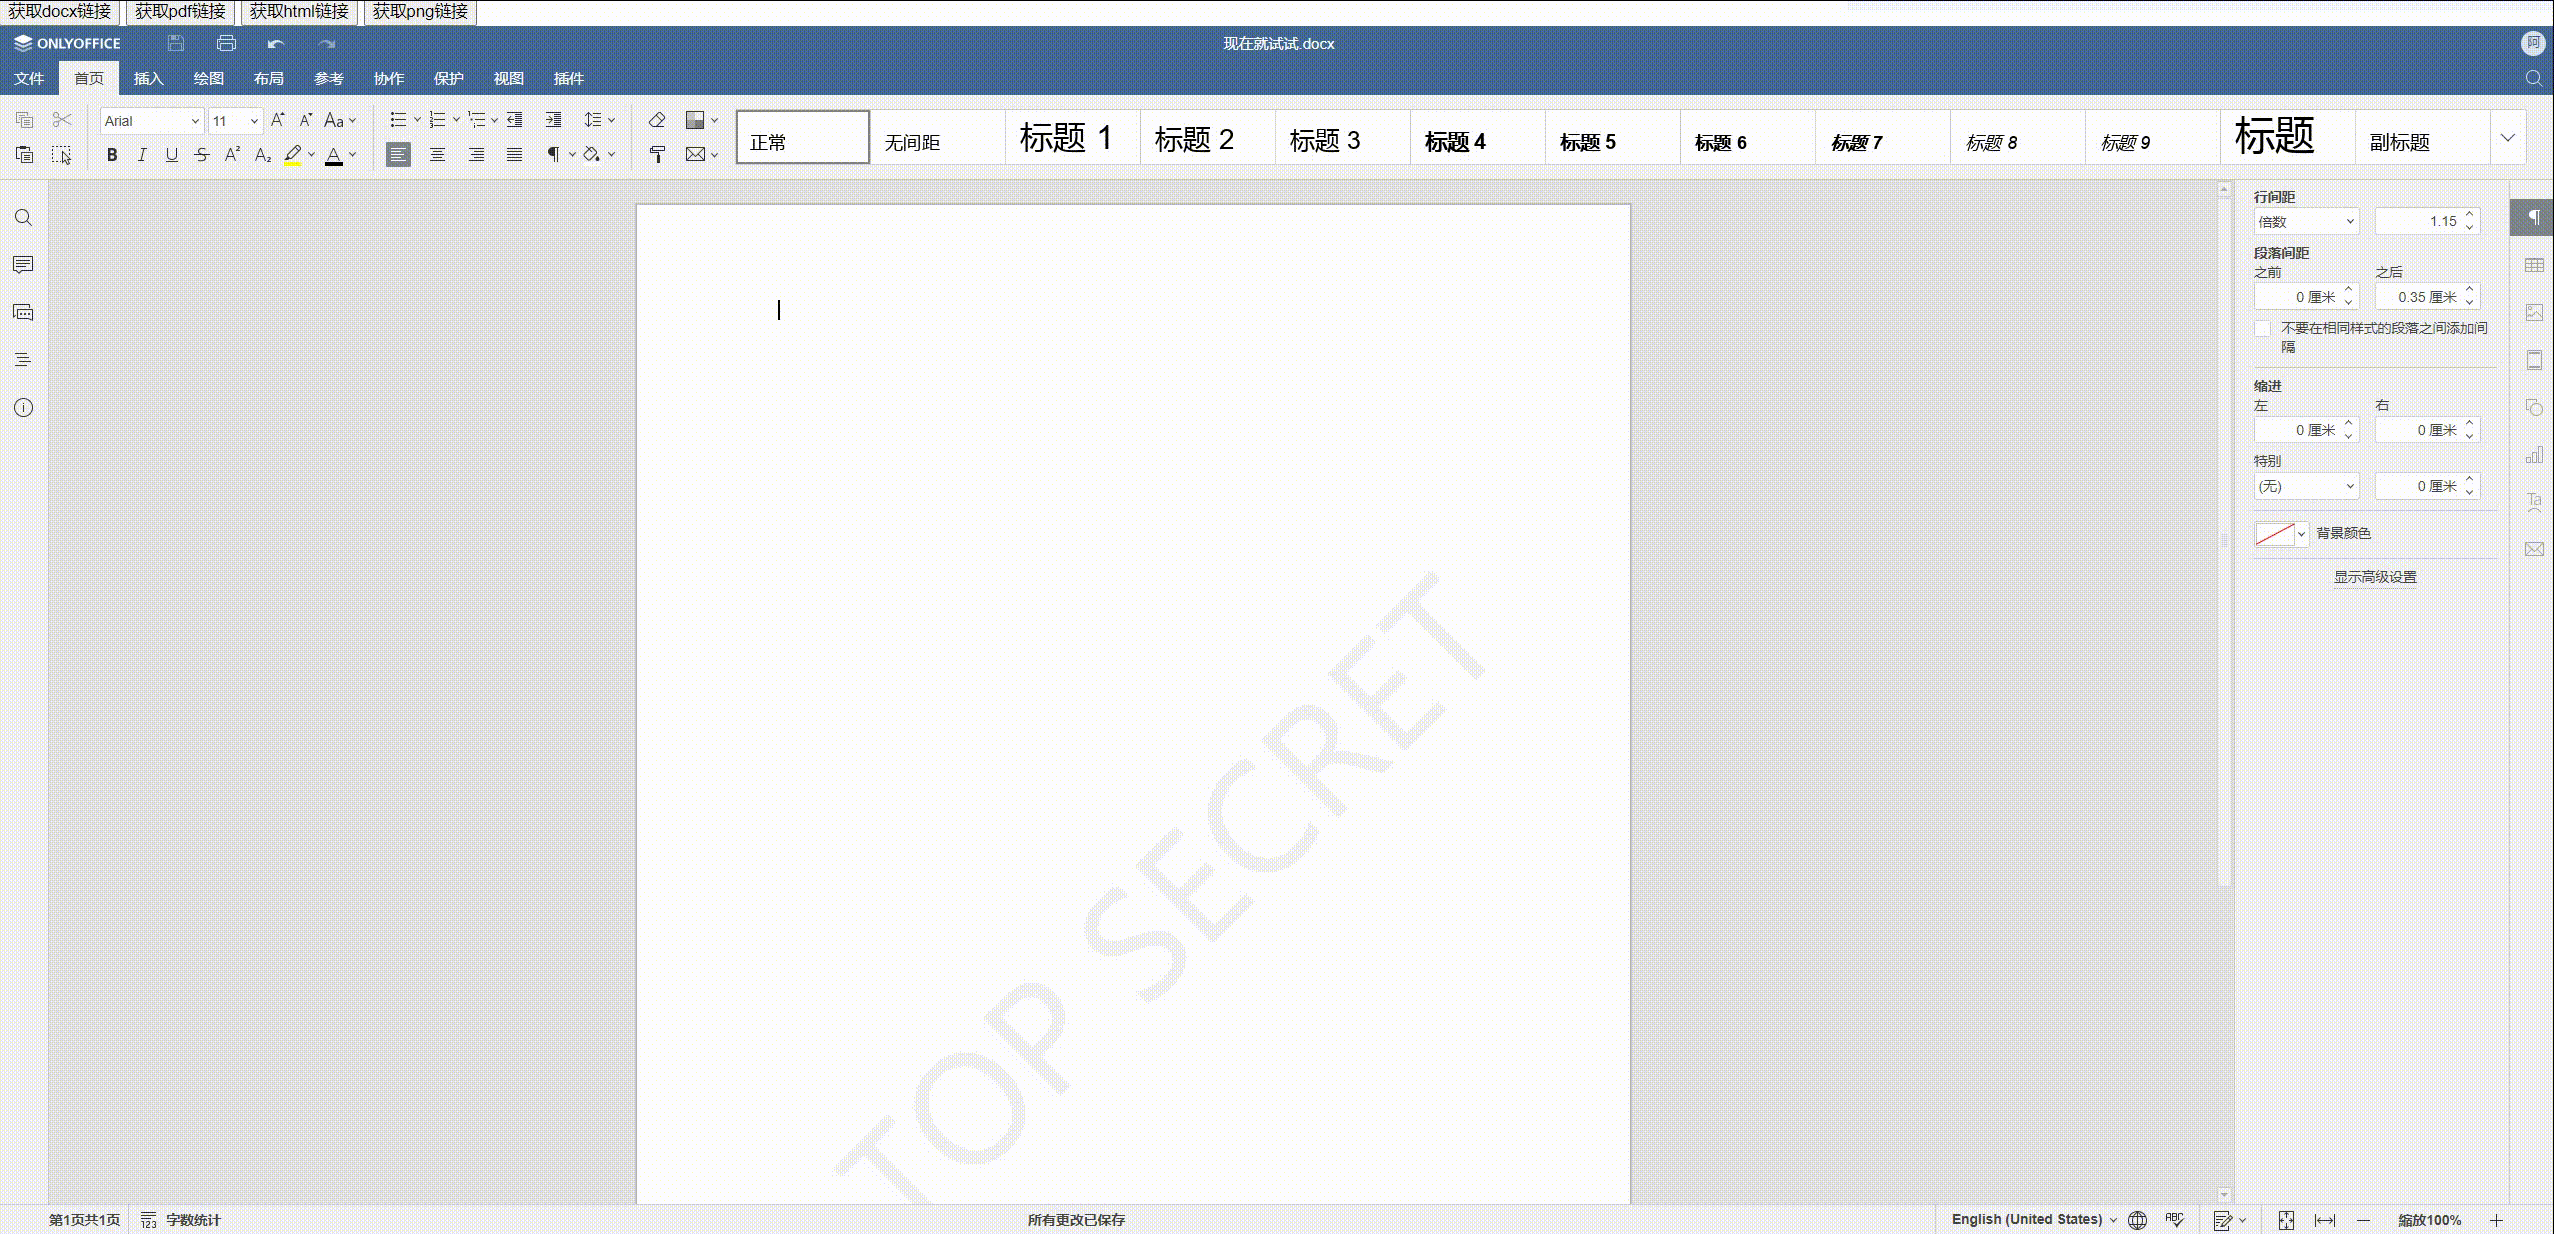 获取docx链接 获取pdf链接 获取html链接 获取png链接
ONLYOFFICE 现在就试试.docx 阿
文件 首页 插入 绘图 布局 参考 协作 保护 视图 插件
Arial 11 Aa
B I U S A² A₂ A
正常 无间距 标题 1 标题 2 标题 3 标题 4 标题 5 标题 6 标题 7 标题 8 标题 9 标题 副标题
行间距
倍数 1.15
段落间距
之前 之后
0 厘米 0.35 厘米
不要在相同样式的段落之间添加间
隔
缩进
左 右
0 厘米 0 厘米
特别
(无) 0 厘米
背景颜色
显示高级设置
TOP SECRET
第1页共1页 字数统计 所有更改已保存 English (United States) 缩放100%